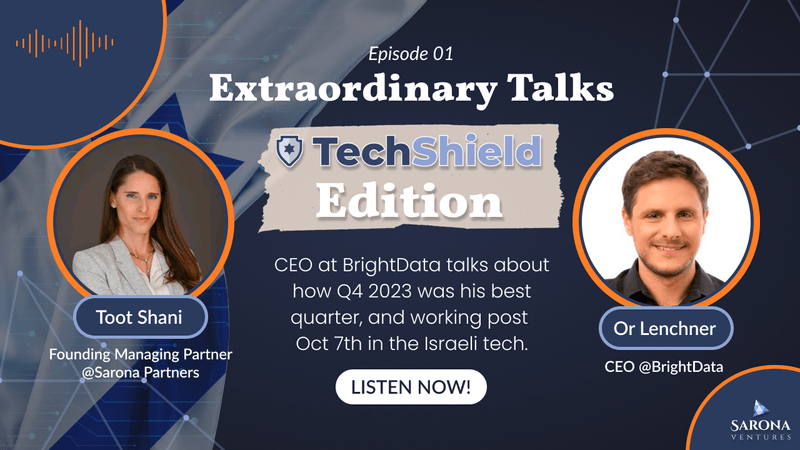 Episode 01
Extraordinary Talks
TechShield
Edition
CEO at BrightData talks about
how Q4 2023 was his best
quarter, and working post
Oct 7th in the Israeli tech.
LISTEN NOW!
Toot Shani
Founding Managing Partner
@Sarona Partners
Or Lenchner
CEO @BrightData
SARONA
VENTURES